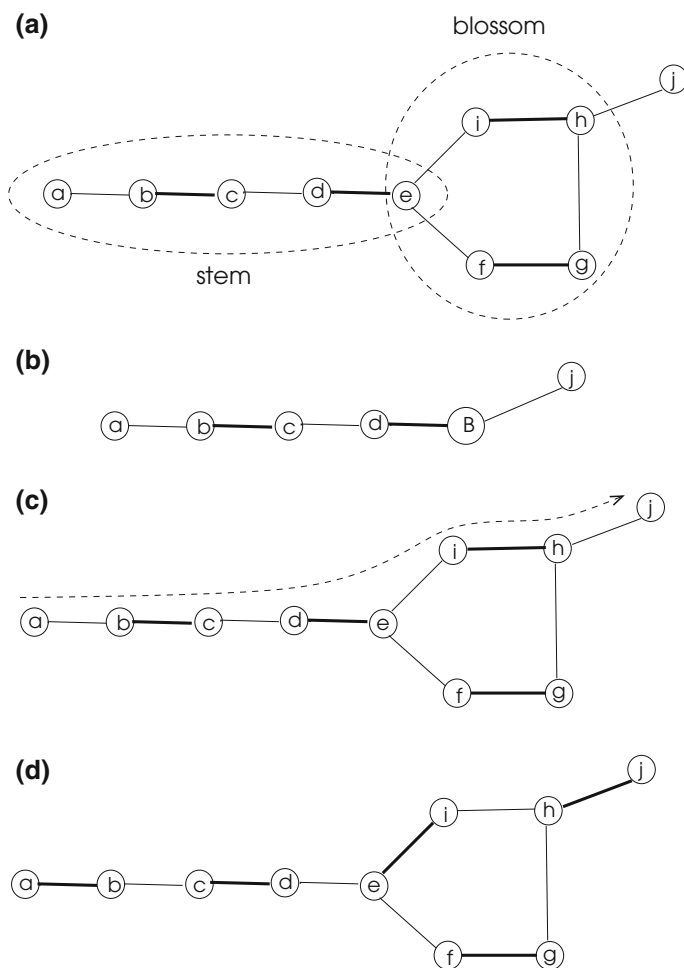 (a)
blossom
j
i h
a b c d e
f g
stem
(b)
j
a b c d B
(c)
j
i h
a b c d e
f g
(d)
j
i h
a b c d e
f g